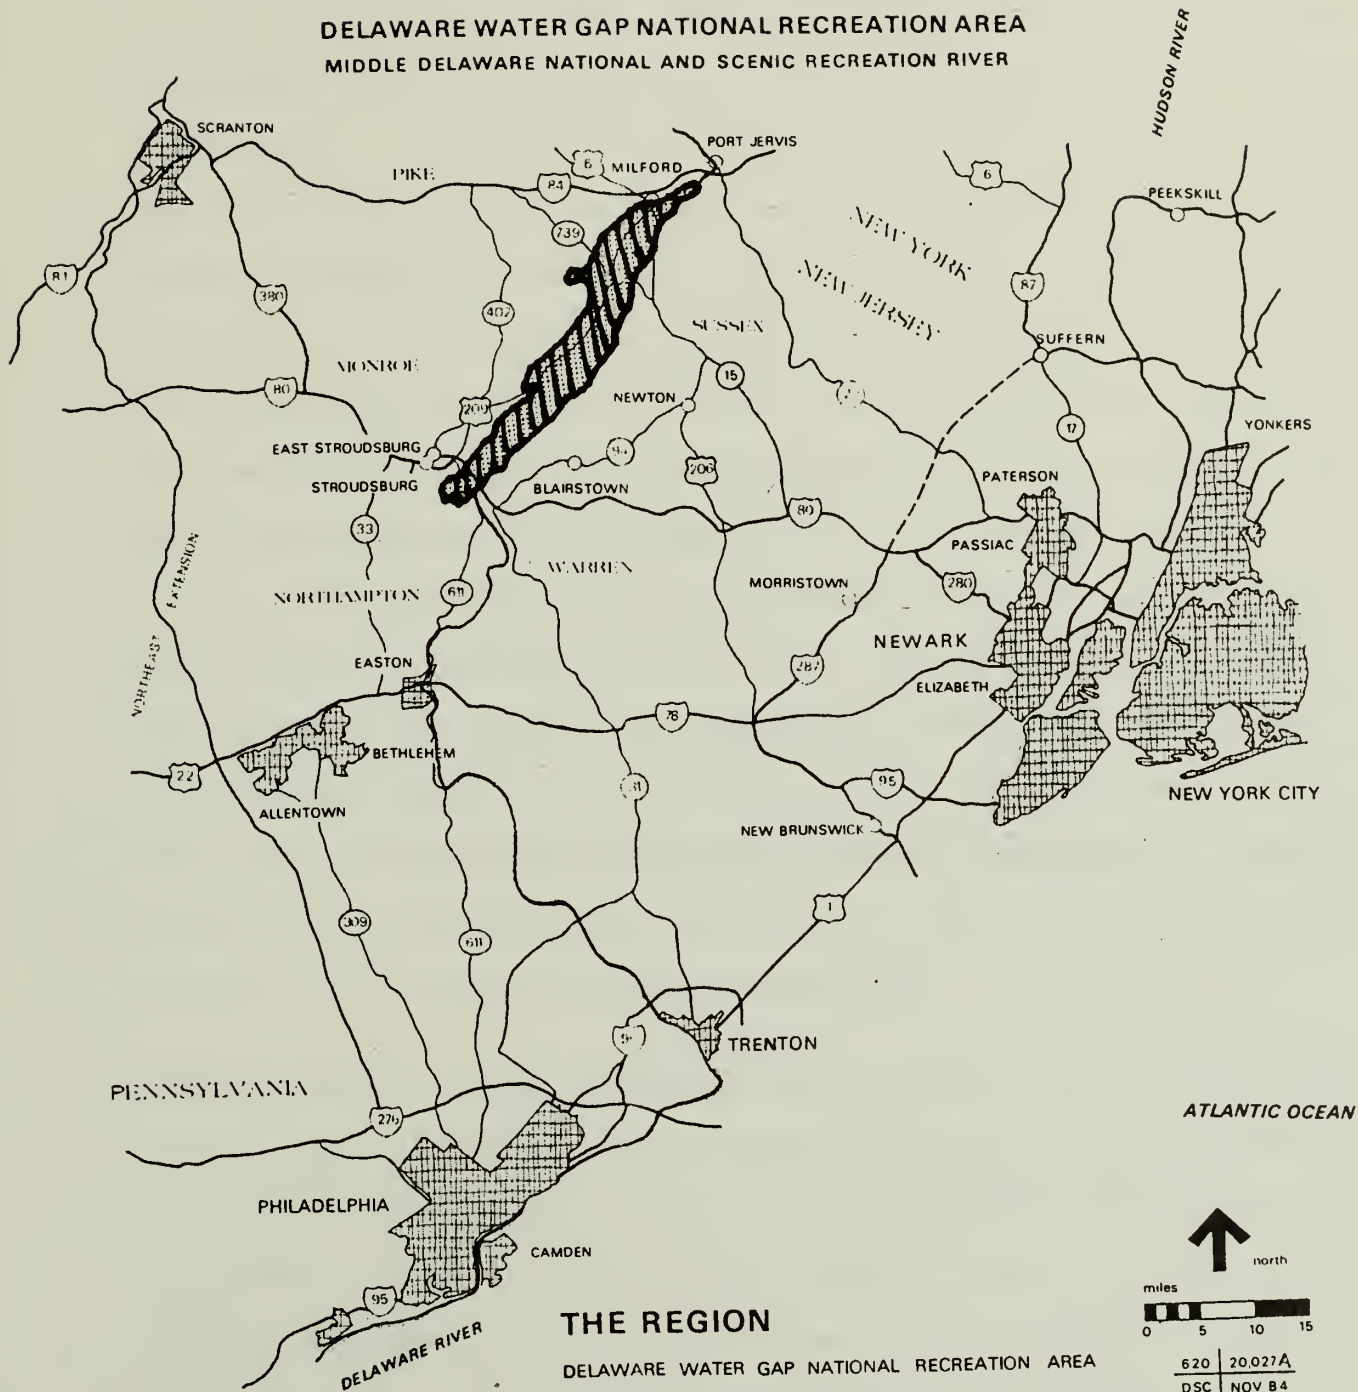 DELAWARE WATER GAP NATIONAL RECREATION AREA
MIDDLE DELAWARE NATIONAL AND SCENIC RECREATION RIVER
HUDSON RIVER
SCRANTON
PORT JERVIS
6
MILFORD
PIKE
84
6
PEEKSKILL
739
NEW YORK
NEW JERSEY
81
380
87
402
SUSSEX
SUFFERN
MONROE
15
80
209
NEWTON
17
YONKERS
EAST STROUDSBURG
206
PATERSON
STROUDSBURG
BLAIRSTOWN
80
33
PASSIAC
EXTENSION
WARREN
MORRISTOWN
280
NORTHAMPTON
611
NEWARK
EASTON
287
ELIZABETH
NORTHEAST
78
BETHLEHEM
22
95
NEW YORK CITY
ALLENTOWN
NEW BRUNSWICK
1
309
611
TRENTON
PENNSYLVANIA
276
ATLANTIC OCEAN
PHILADELPHIA
CAMDEN
north
95
miles
0 5 10 15
DELAWARE RIVER
THE REGION
DELAWARE WATER GAP NATIONAL RECREATION AREA
620 20,027A
DSC NOV 84